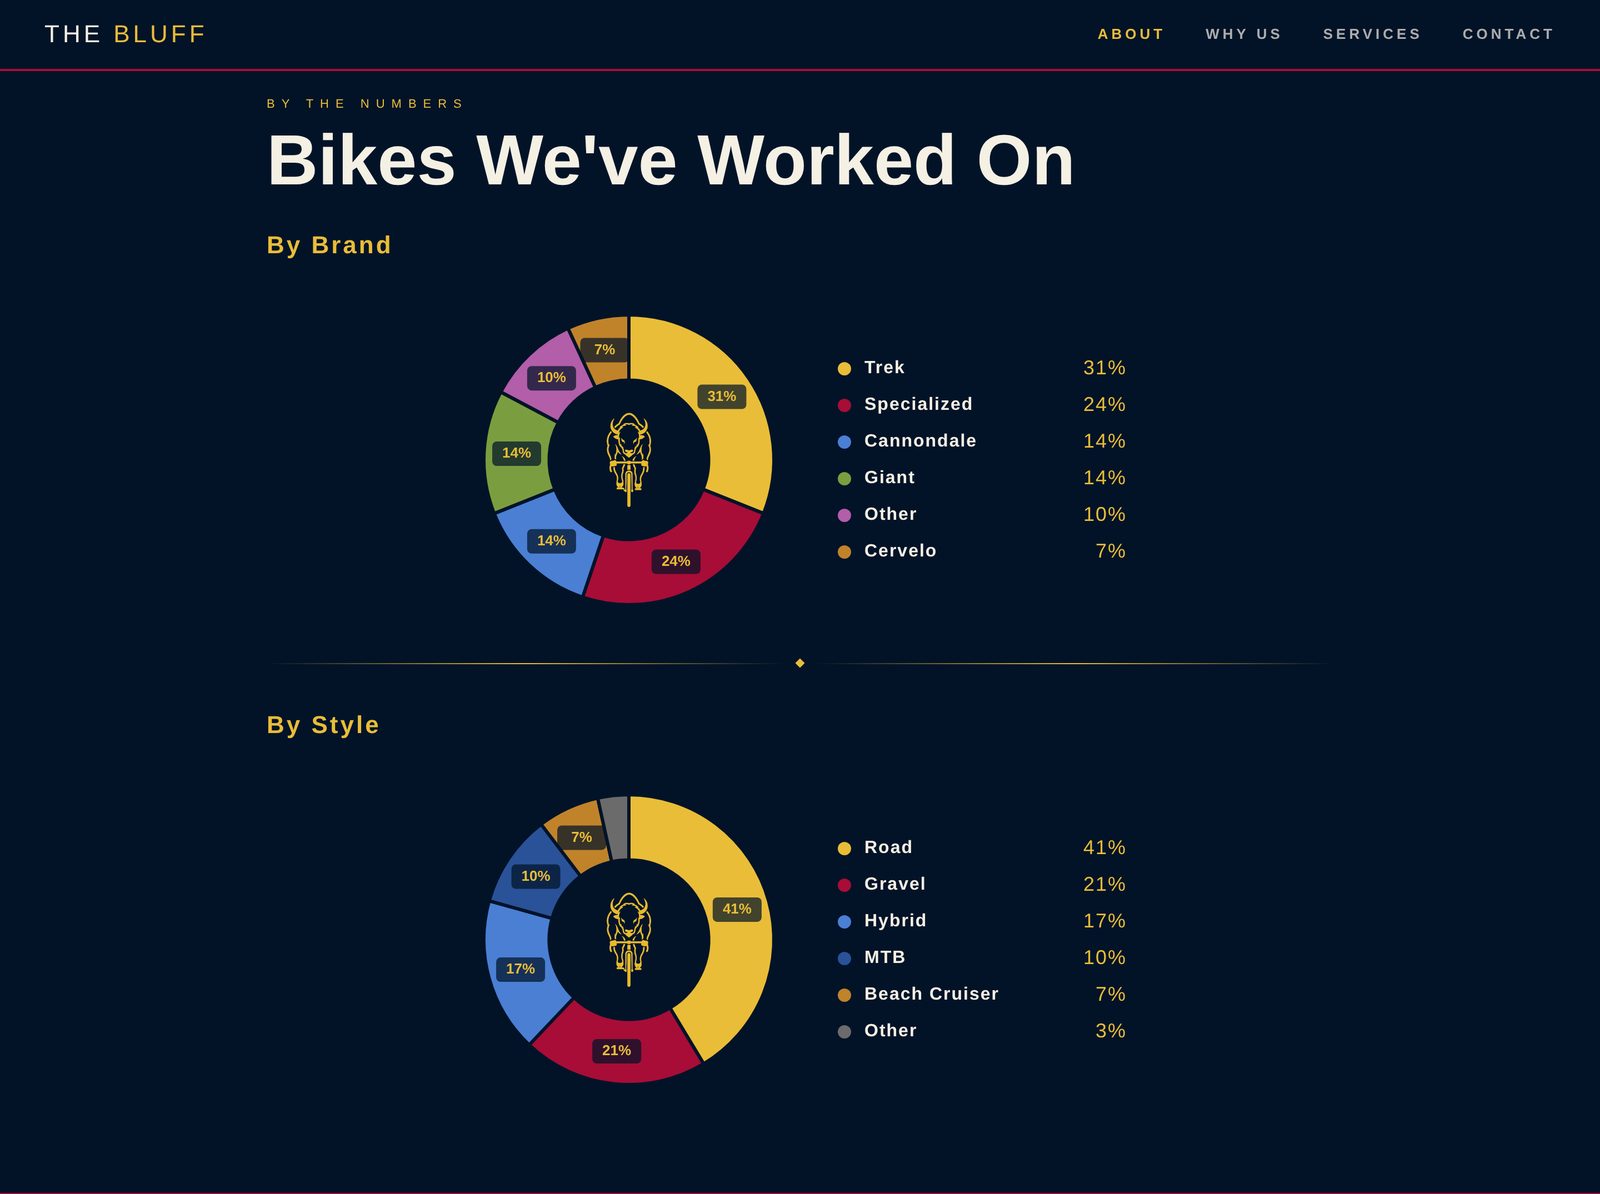 THE BLUFF
ABOUT WHY US SERVICES CONTACT
BY THE NUMBERS
Bikes We've Worked On
By Brand
7%
10%
31%
14%
14%
24%
Trek 31%
Specialized 24%
Cannondale 14%
Giant 14%
Other 10%
Cervelo 7%
By Style
7%
10%
41%
17%
21%
Road 41%
Gravel 21%
Hybrid 17%
MTB 10%
Beach Cruiser 7%
Other 3%